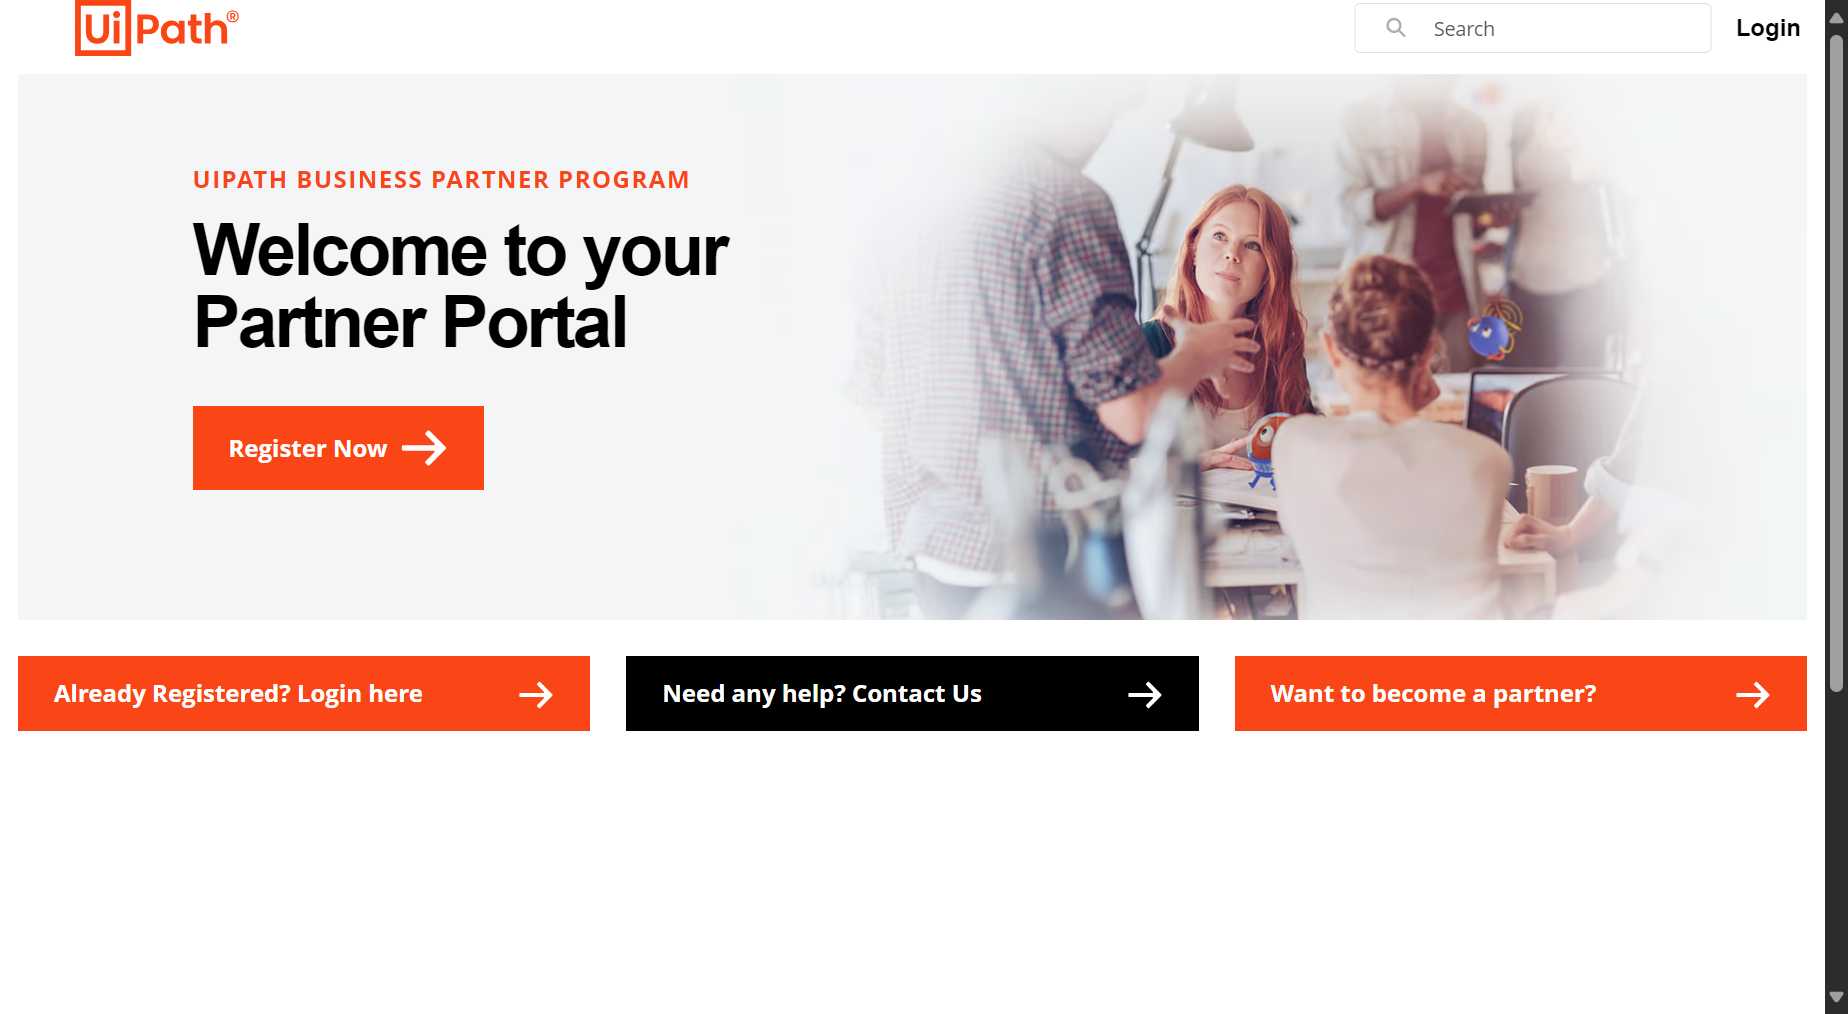 UiPath®
Search
Login
UIPATH BUSINESS PARTNER PROGRAM
Welcome to your
Partner Portal
Register Now
Already Registered? Login here
Need any help? Contact Us
Want to become a partner?